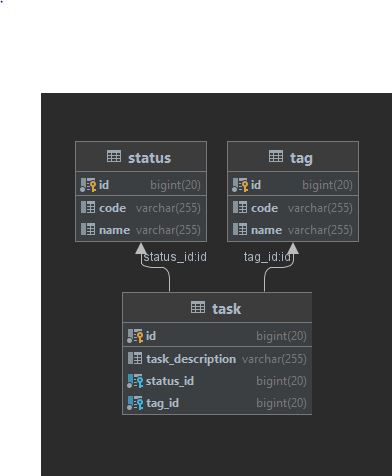 status
id bigint(20)
code varchar(255)
name varchar(255)
tag
id bigint(20)
code varchar(255)
name varchar(255)
status_id:id
tag_id:id
task
id bigint(20)
task_description varchar(255)
status_id bigint(20)
tag_id bigint(20)